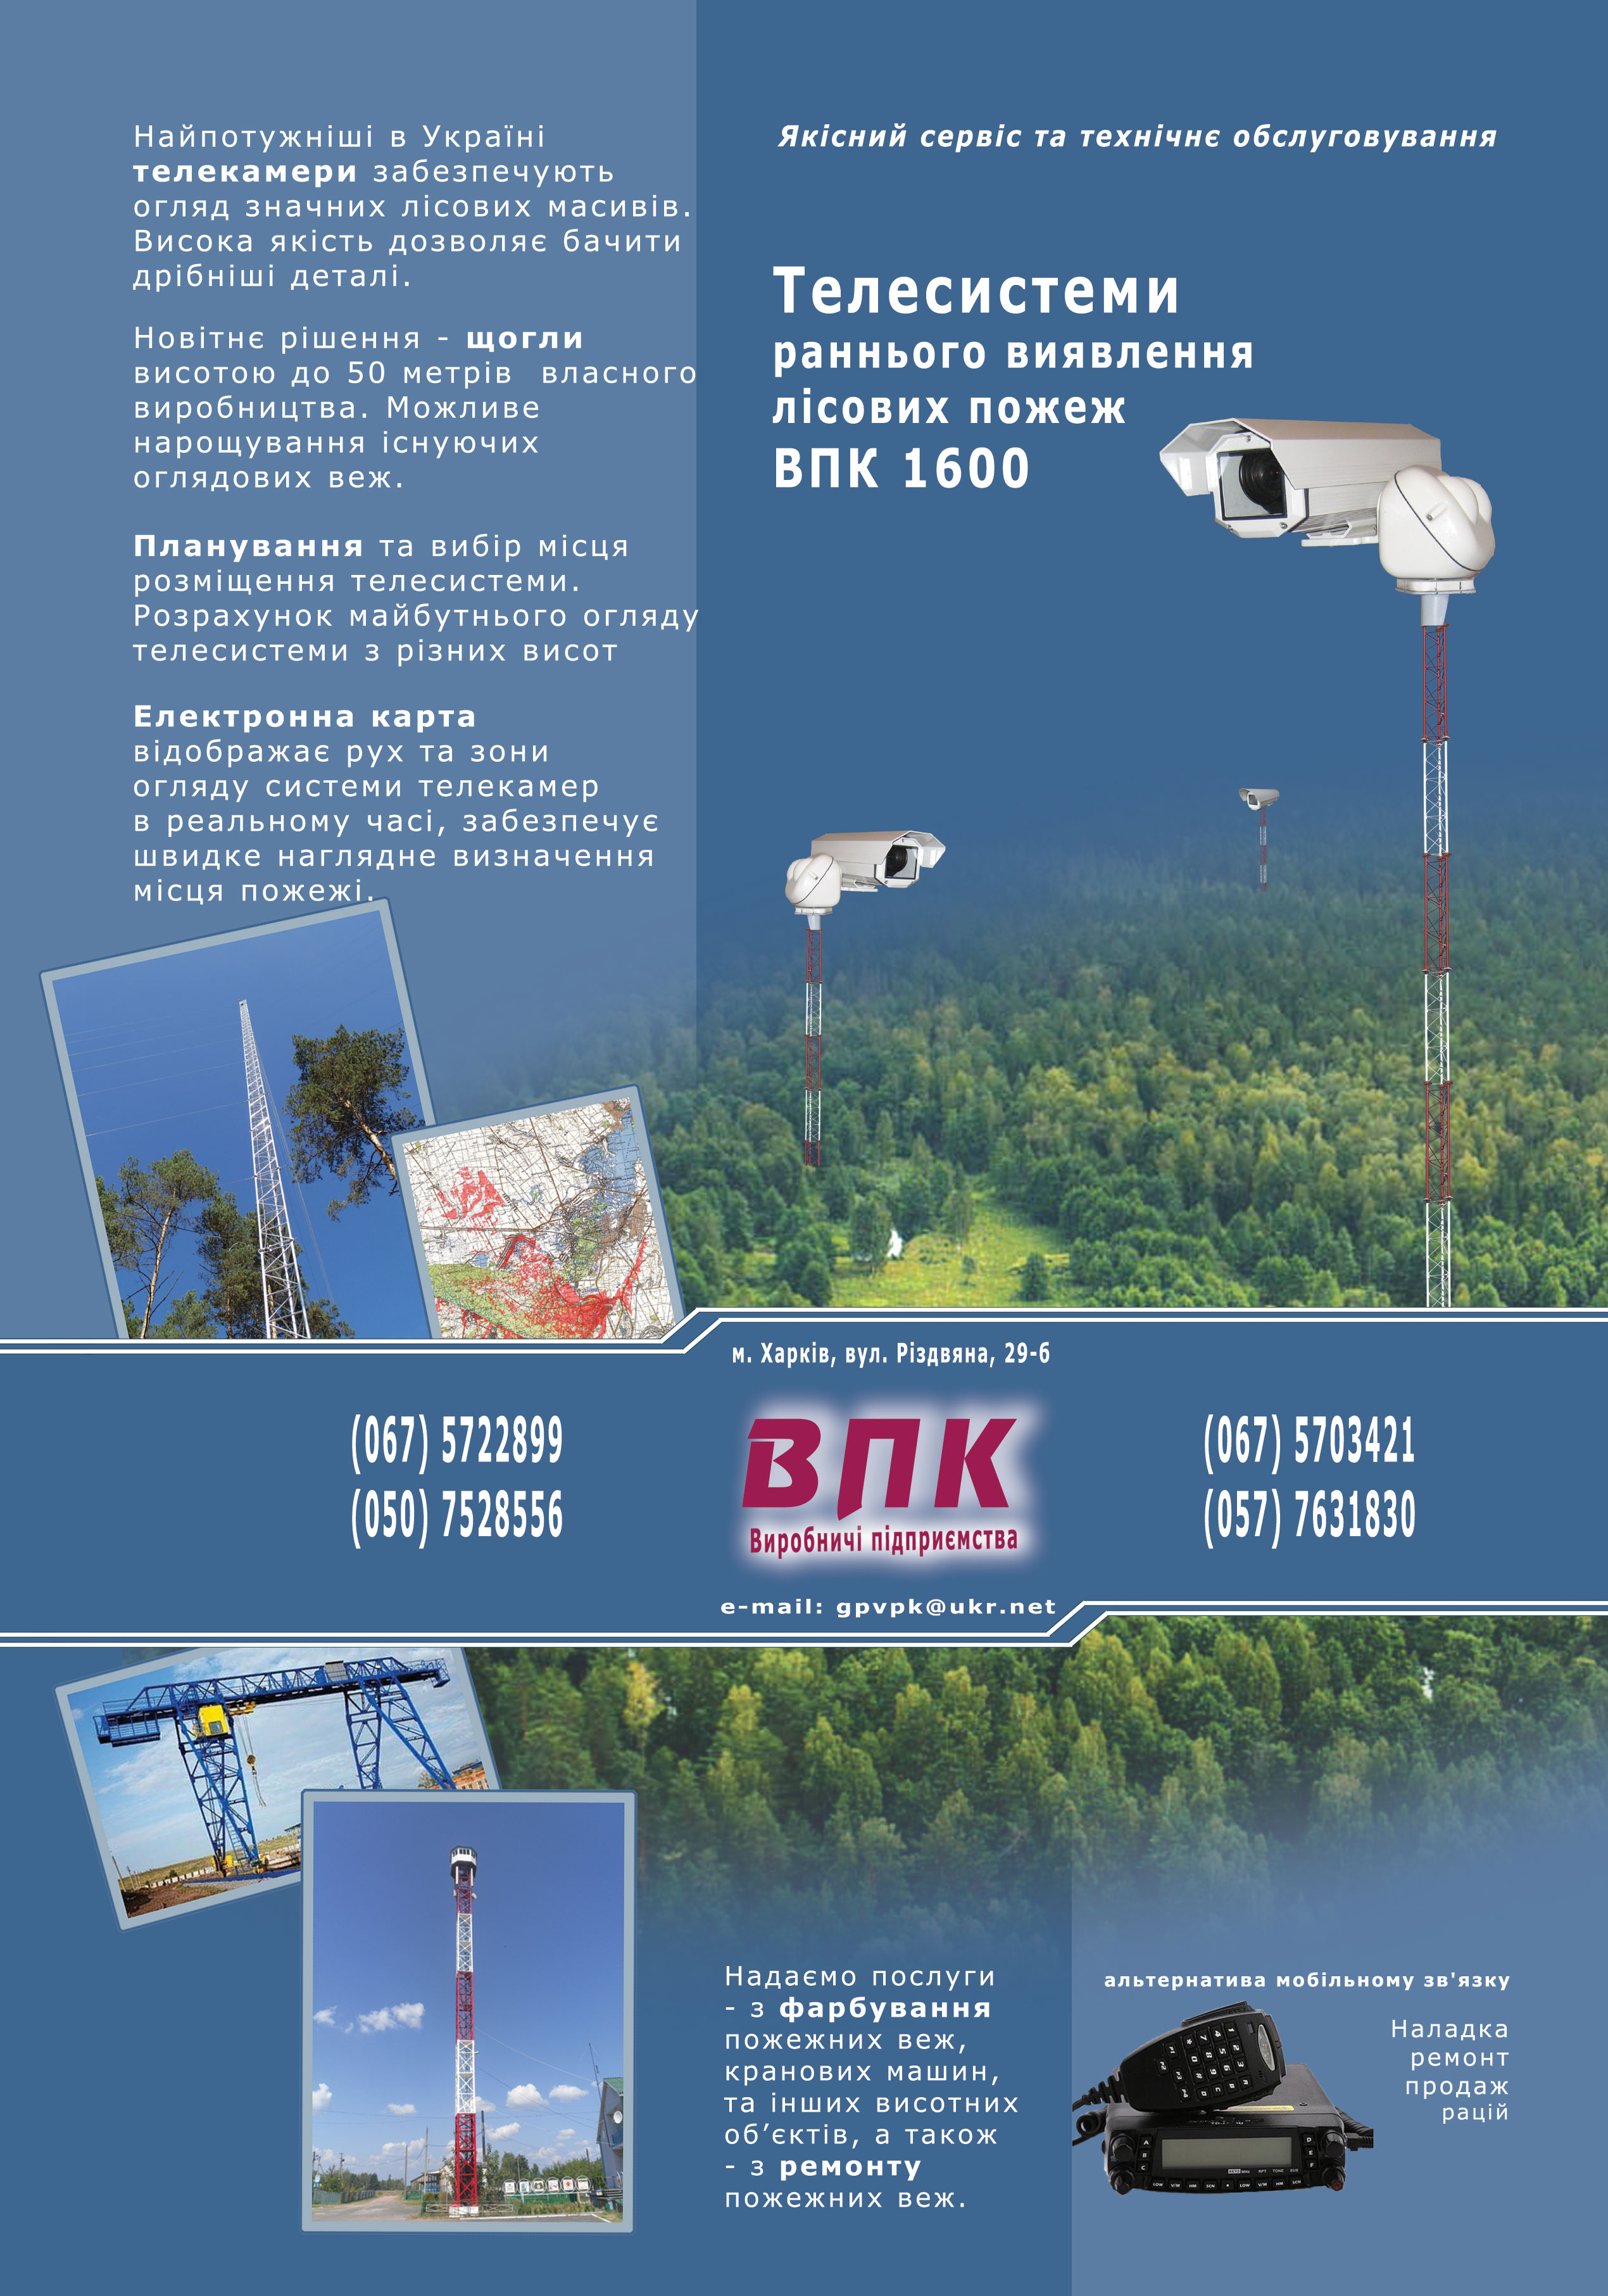 Найпотужніші в Україні
телекамери забезпечують
огляд значних лісових масивів.
Висока якість дозволяє бачити
дрібніші деталі.
Новітнє рішення - щогли
висотою до 50 метрів власного
виробництва. Можливе
нарощування існуючих
оглядових веж.
Планування та вибір місця
розміщення телесистеми.
Розрахунок майбутнього огляду
телесистеми з різних висот
Електронна карта
відображає рух та зони
огляду системи телекамер
в реальному часі, забезпечує
швидке наглядне визначення
місця пожежі.
Якісний сервіс та технічнє обслуговування
Телесистеми
раннього виявлення
лісових пожеж
ВПК 1600
м. Харків, вул. Різдвяна, 29-б
(067) 5722899
(050) 7528556
ВПК
Виробничі підприємства
(067) 5703421
(057) 7631830
e-mail: gpvpk@ukr.net
Надаємо послуги
- з фарбування
пожежних веж,
кранових машин,
та інших висотних
об’єктів, а також
- з ремонту
пожежних веж.
альтернатива мобільному зв'язку
Наладка
ремонт
продаж
рацій